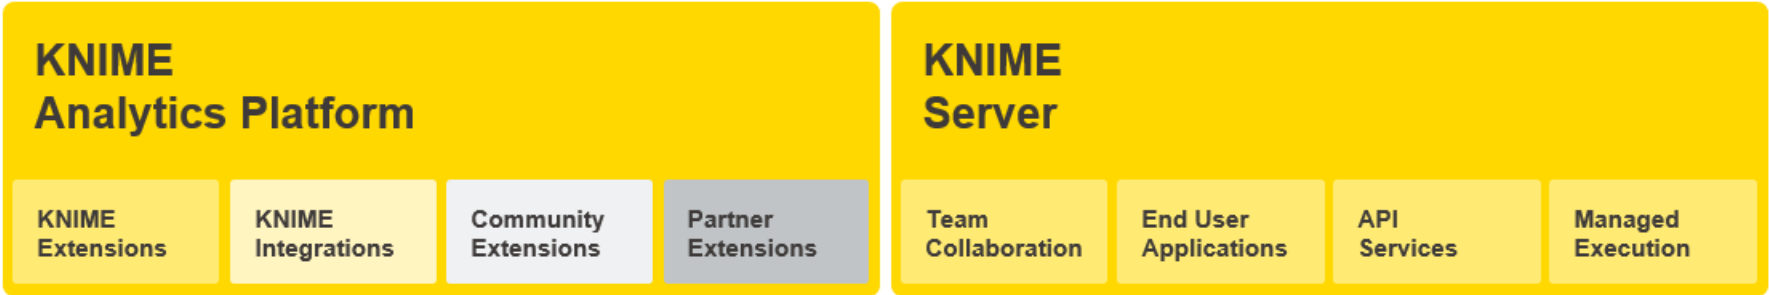 KNIME
Analytics Platform
KNIME
Extensions
KNIME
Integrations
Community
Extensions
Partner
Extensions
KNIME
Server
Team
Collaboration
End User
Applications
API
Services
Managed
Execution